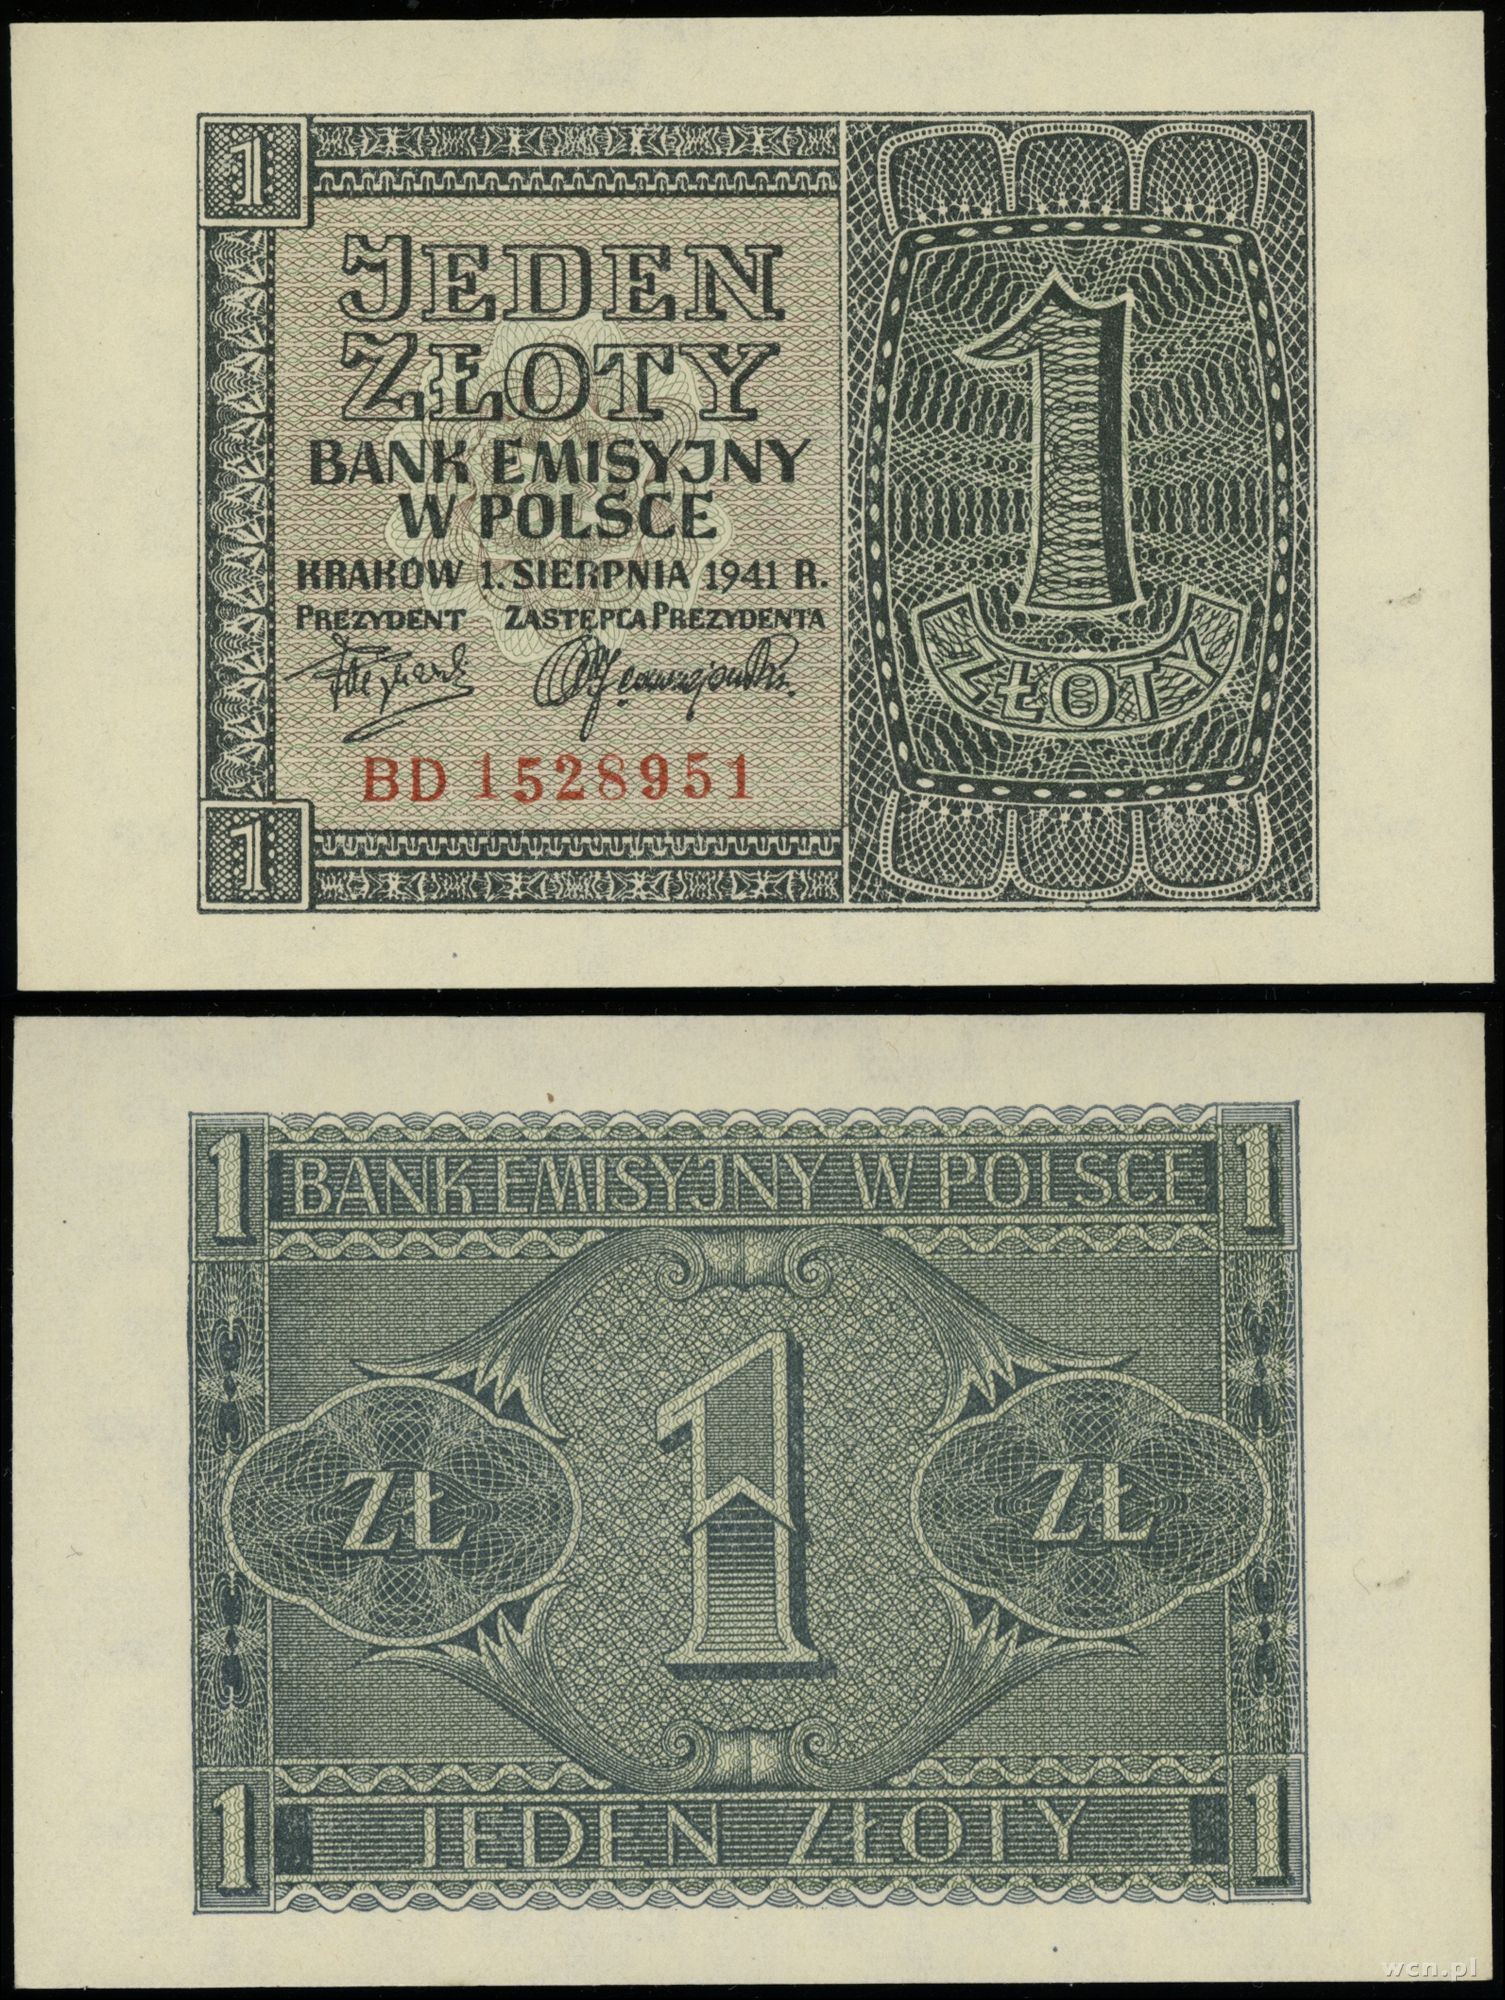 1
JEDEN
ZŁOTY
BANK EMISYJNY
W POLSCE
KRAKÓW 1. SIERPNIA 1941 R.
PREZYDENT ZASTĘPCA PREZYDENTA
BD 1528951
1
1
ZŁOTY
1 BANK EMISYJNY W POLSCE 1
ZŁ 1 ZŁ
1 JEDEN ZŁOTY 1
wcn.pl